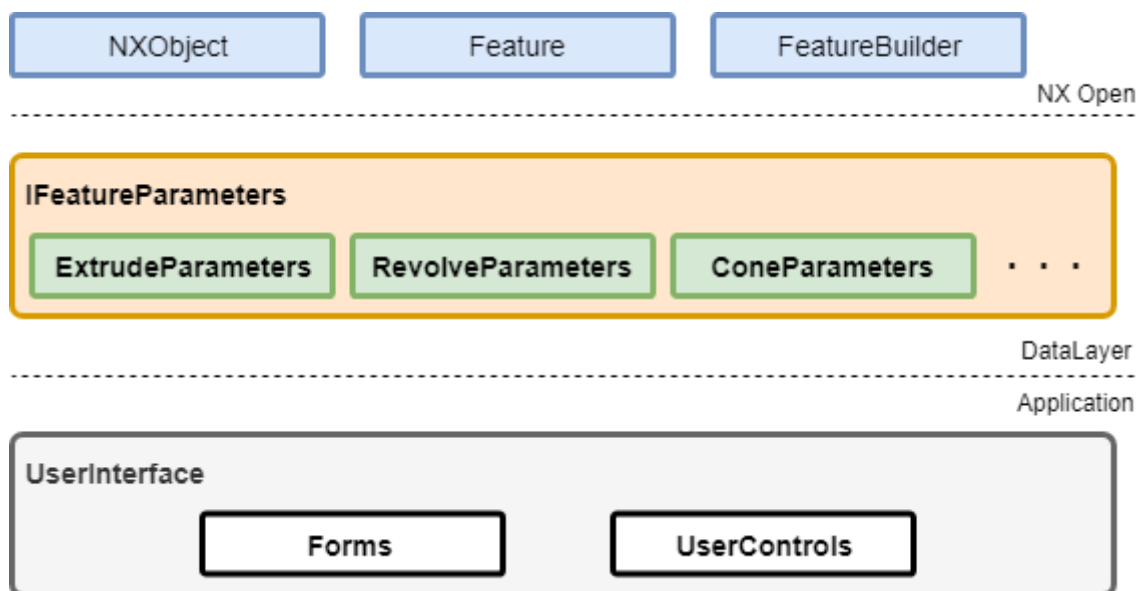 NXObject Feature FeatureBuilder
NX Open
IFeatureParameters
ExtrudeParameters RevolveParameters ConeParameters . . .
DataLayer
Application
UserInterface
Forms UserControls